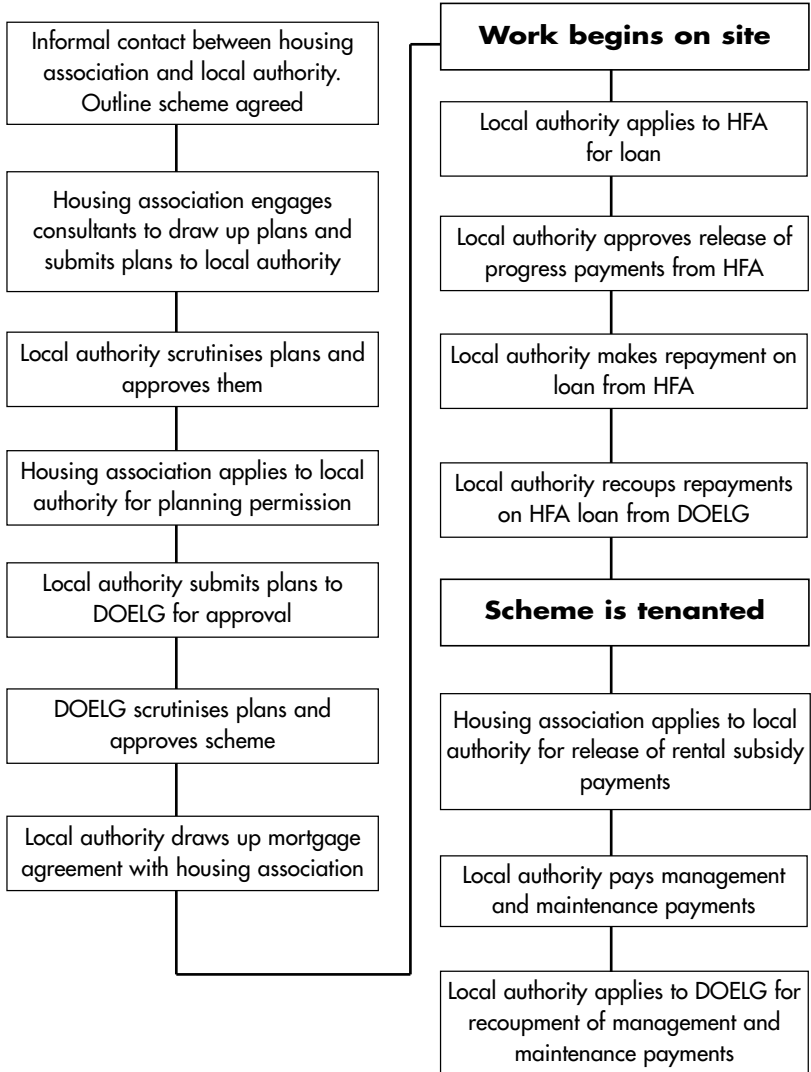 Informal contact between housing
association and local authority.
Outline scheme agreed
Housing association engages
consultants to draw up plans and
submits plans to local authority
Local authority scrutinises plans and
approves them
Housing association applies to local
authority for planning permission
Local authority submits plans to
DOELG for approval
DOELG scrutinises plans and
approves scheme
Local authority draws up mortgage
agreement with housing association
Work begins on site
Local authority applies to HFA
for loan
Local authority approves release of
progress payments from HFA
Local authority makes repayment on
loan from HFA
Local authority recoups repayments
on HFA loan from DOELG
Scheme is tenanted
Housing association applies to local
authority for release of rental subsidy
payments
Local authority pays management
and maintenance payments
Local authority applies to DOELG for
recoupment of management and
maintenance payments